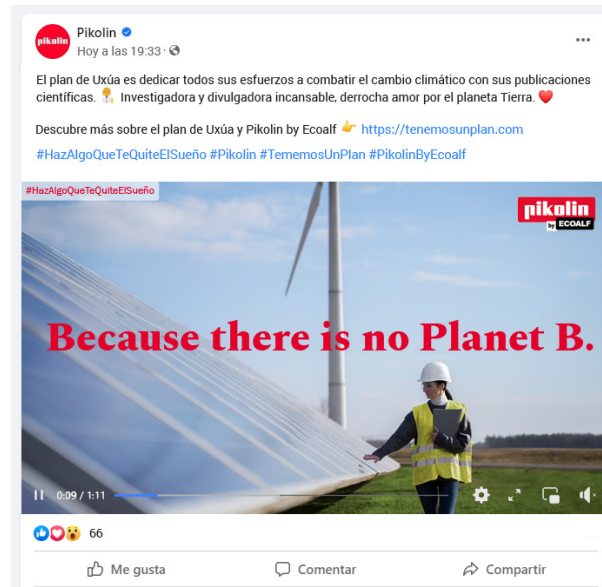 Pikolin
pikolin
Hoy a las 19:33 ·
El plan de Uxúa es dedicar todos sus esfuerzos a combatir el cambio climático con sus publicaciones
científicas. Investigadora y divulgadora incansable, derrocha amor por el planeta Tierra.
Descubre más sobre el plan de Uxúa y Pikolin by Ecoalf https://tenemosunplan.com
#HazAlgoQueTeQuiteElSueño #Pikolin #TememosUnPlan #PikolinByEcoalf
#HazAlgoQueTeQuiteElSueño
pikolin
by ECOALF
Because there is no Planet B.
0:09 / 1:11
66
Me gusta Comentar Compartir